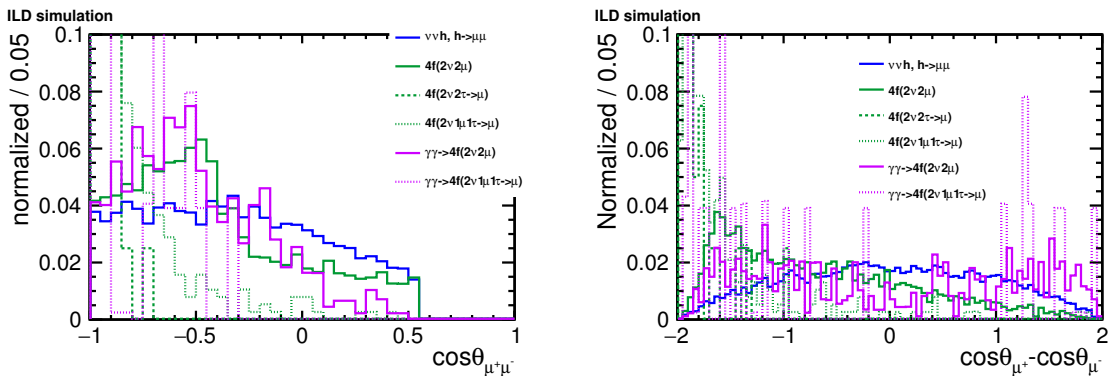 ILD simulation
normalized / 0.05
0.1
0.08
0.06
0.04
0.02
0
−1
−0.5
0
0.5
1
cosθμ⁺μ⁻
ννh, h->μμ
4f(2ν2μ)
4f(2ν2τ->μ)
4f(2ν1μ1τ->μ)
γγ->4f(2ν2μ)
γγ->4f(2ν1μ1τ->μ)
ILD simulation
Normalized / 0.05
0.1
0.08
0.06
0.04
0.02
0
−2
−1
0
1
2
cosθμ⁺-cosθμ⁻
ννh, h->μμ
4f(2ν2μ)
4f(2ν2τ->μ)
4f(2ν1μ1τ->μ)
γγ->4f(2ν2μ)
γγ->4f(2ν1μ1τ->μ)